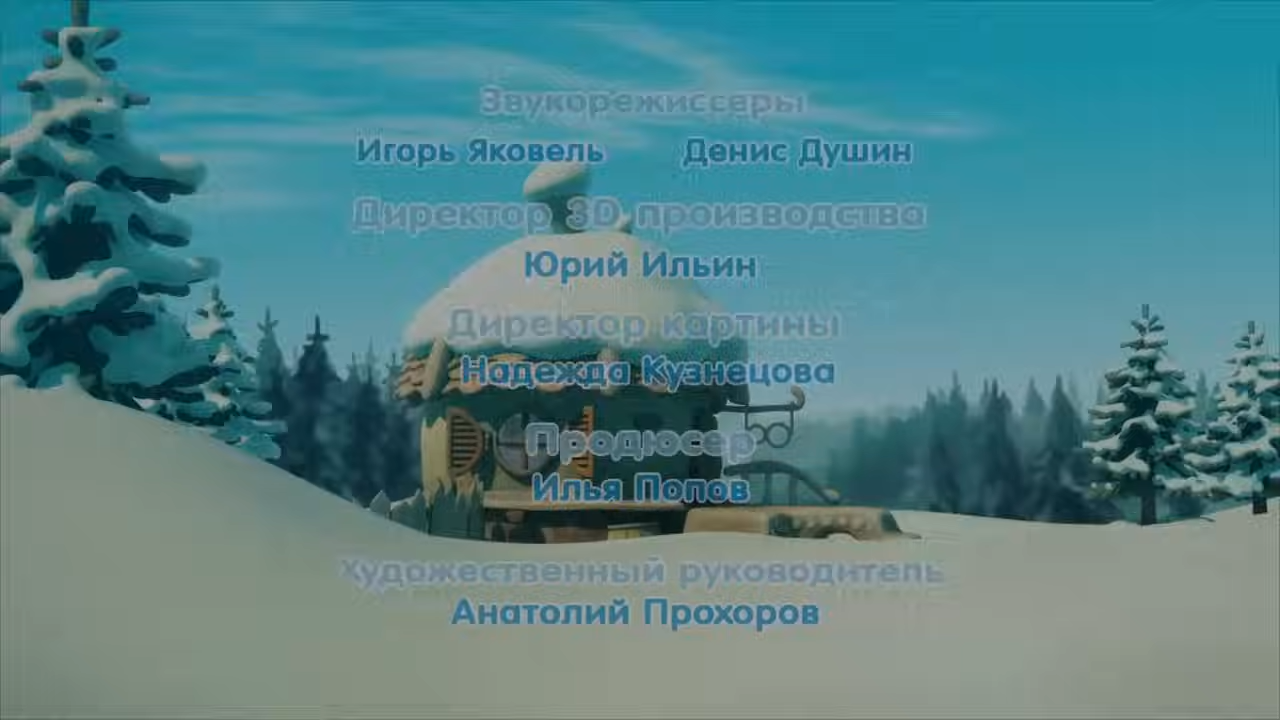 Звукорежиссеры
Игорь Яковель Денис Душин
Директор 3D производства
Юрий Ильин
Директор картины
Надежда Кузнецова
Продюсер
Илья Попов
Художественный руководитель
Анатолий Прохоров